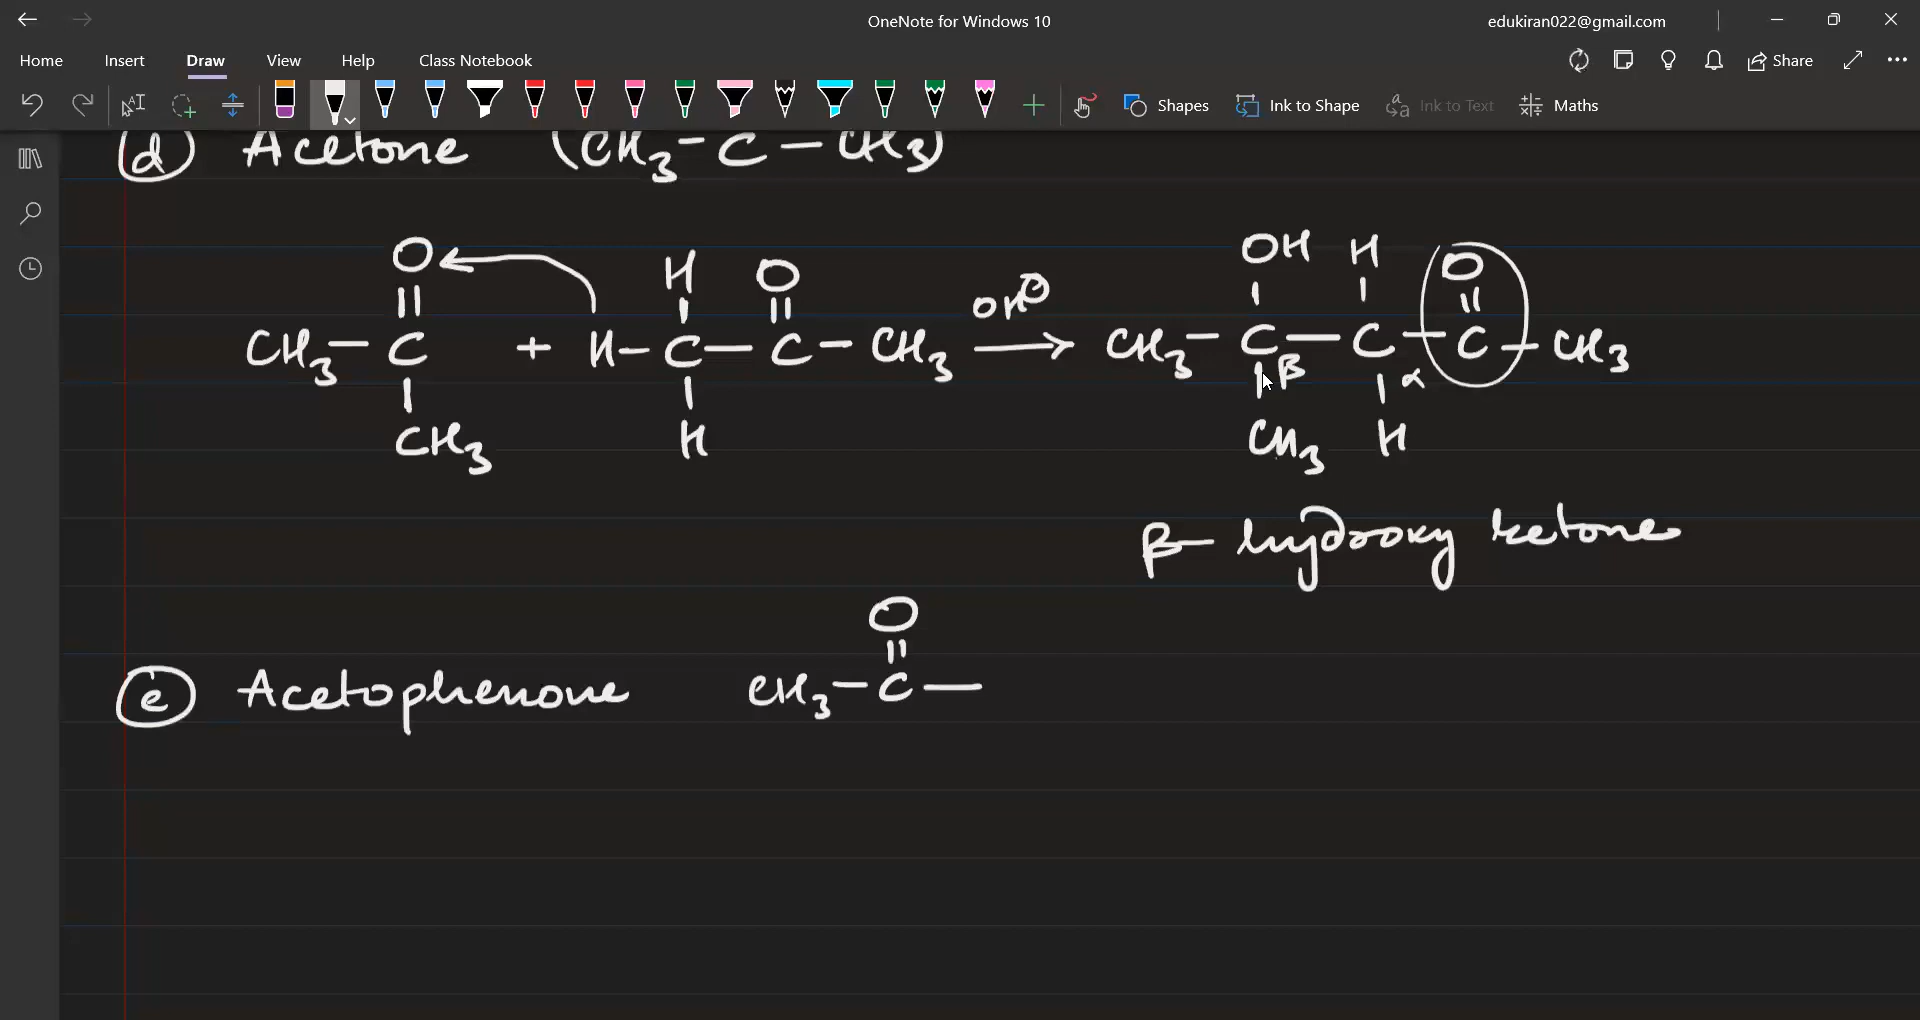 OneNote for Windows 10
edukiran022@gmail.com
Home Insert Draw View Help Class Notebook Share
Shapes Ink to Shape Ink to Text Maths
(d) Acetone (CH3-C-CH3)
O H O OH H O
|| | || OH⊖ | | ||
CH3-C + H-C-C-CH3 → CH3-C-C-C-CH3
| | | β | α
CH3 H CH3 H
β- hydroxy ketone
O
||
(e) Acetophenone CH3-C-